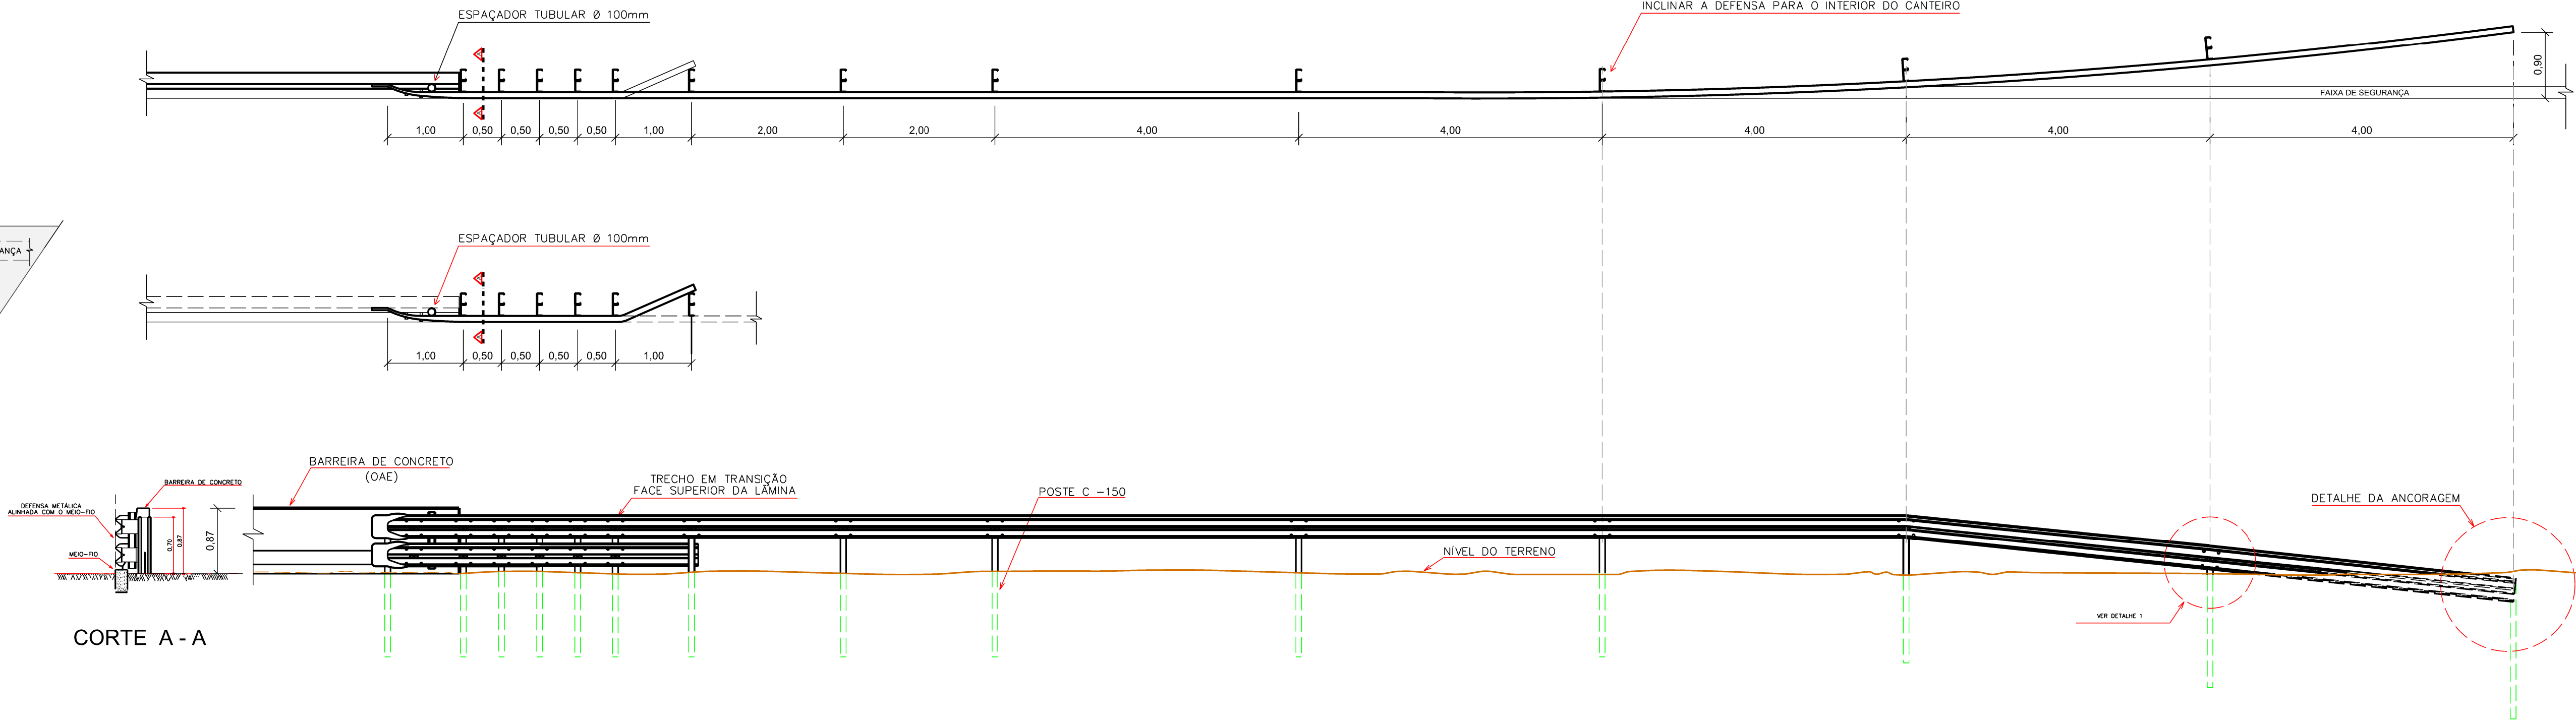 ESPAÇADOR TUBULAR Ø 100mm
INCLINAR A DEFENSA PARA O INTERIOR DO CANTEIRO
0,90
FAIXA DE SEGURANÇA
1,00 0,50 0,50 0,50 0,50 1,00 2,00 2,00 4,00 4,00 4,00 4,00 4,00
ANÇA
ESPAÇADOR TUBULAR Ø 100mm
1,00 0,50 0,50 0,50 0,50 1,00
BARREIRA DE CONCRETO
(OAE)
BARREIRA DE CONCRETO
DEFENSA METÁLICA
ALINHADA COM O MEIO-FIO
MEIO-FIO
0,70
0,87
0,87
TRECHO EM TRANSIÇÃO
FACE SUPERIOR DA LÂMINA
POSTE C -150
NÍVEL DO TERRENO
DETALHE DA ANCORAGEM
VER DETALHE 1
CORTE A - A